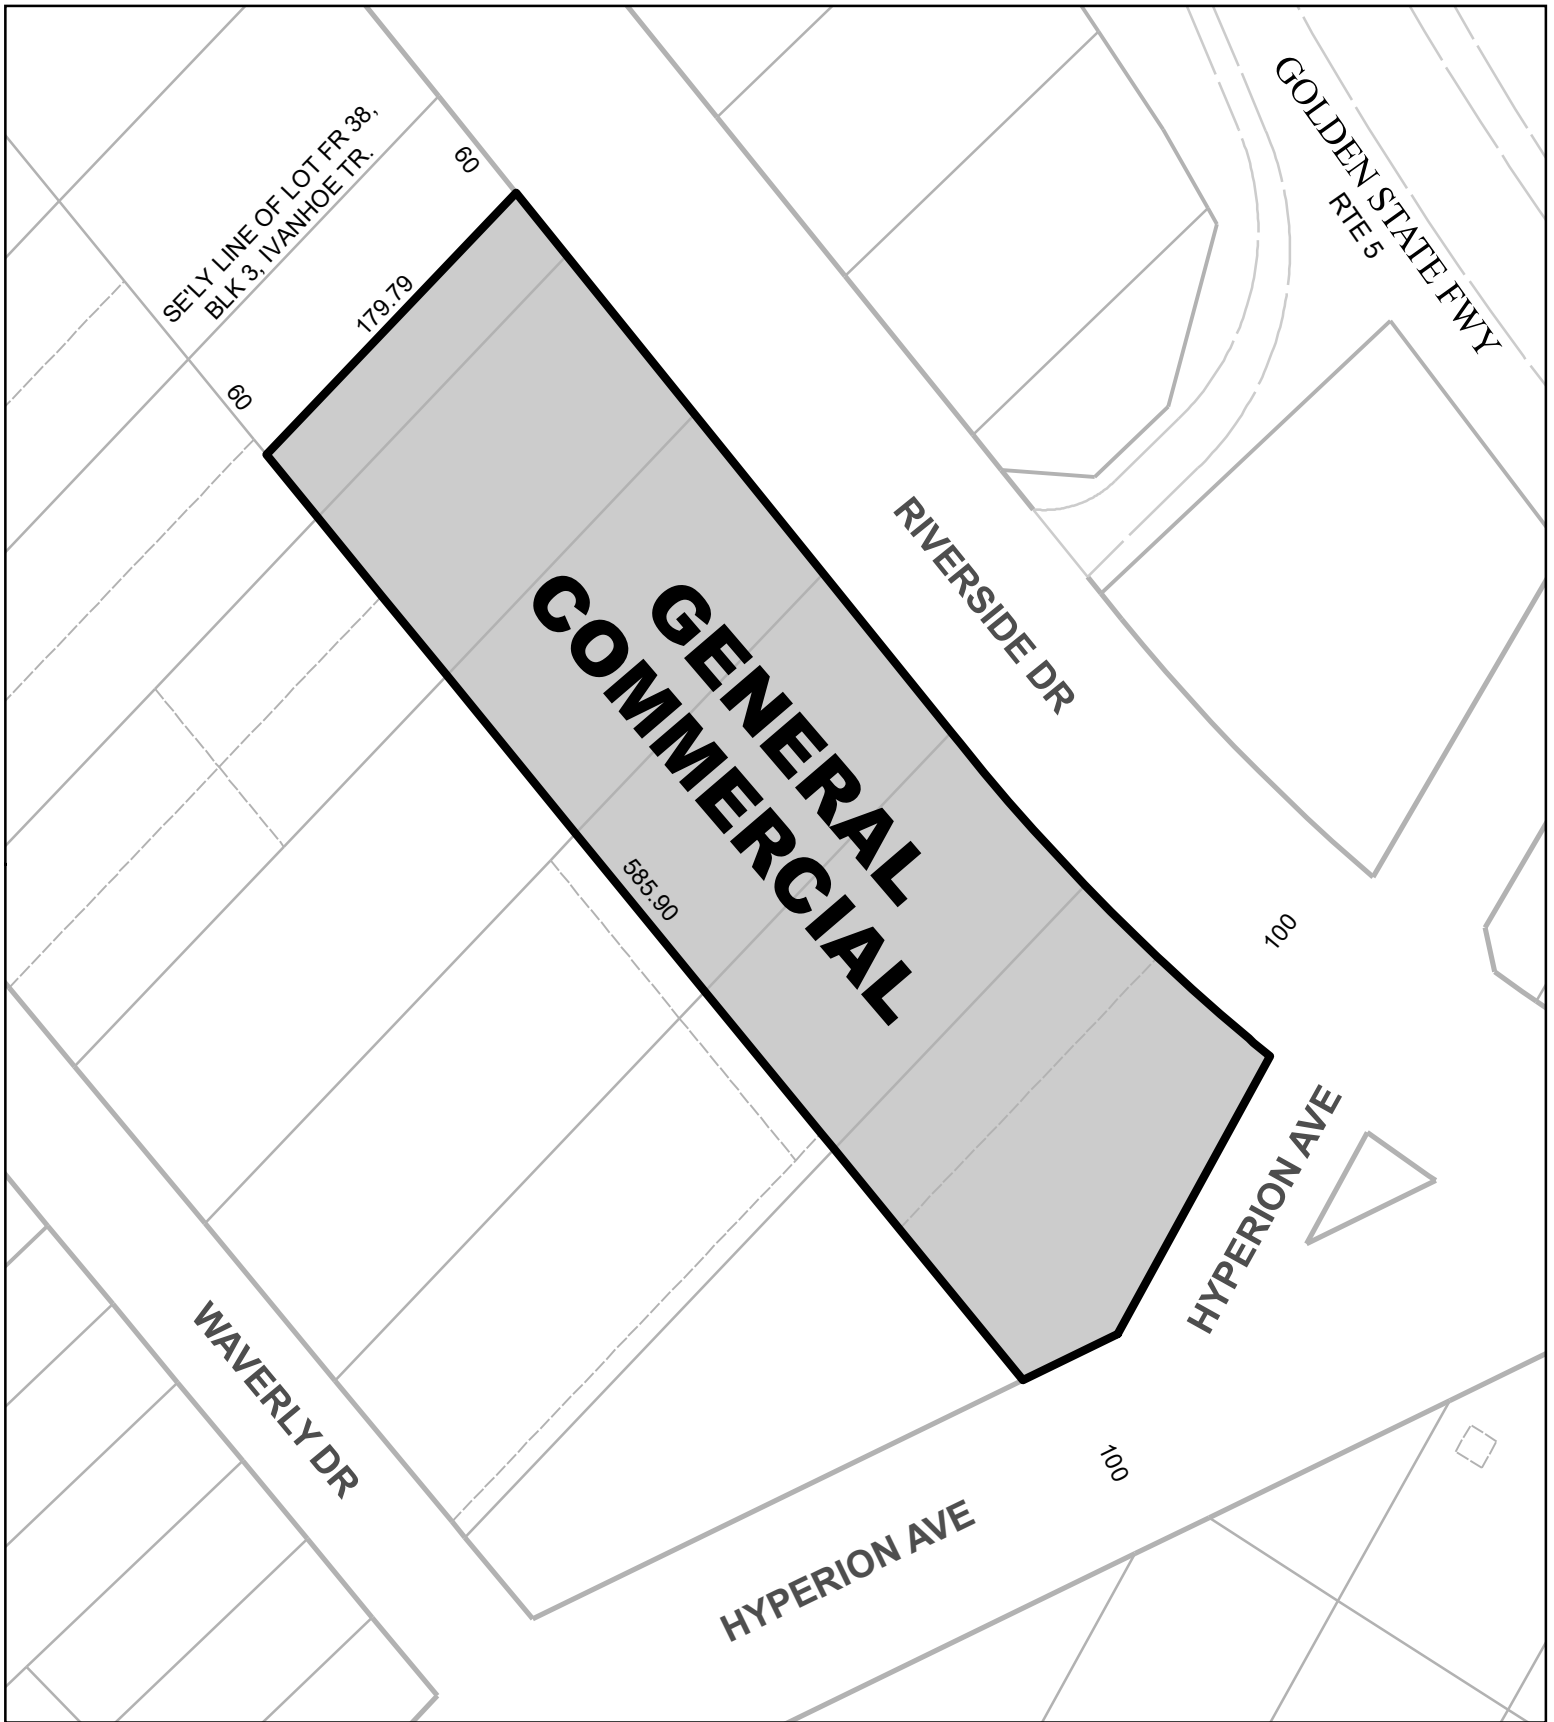 GOLDEN STATE FWY
RTE 5
SE'LY LINE OF LOT FR 38,
BLK 3, IVANHOE TR.
60
179.79
60
RIVERSIDE DR
GENERAL
COMMERCIAL
585.90
100
HYPERION AVE
WAVERLY DR
100
HYPERION AVE